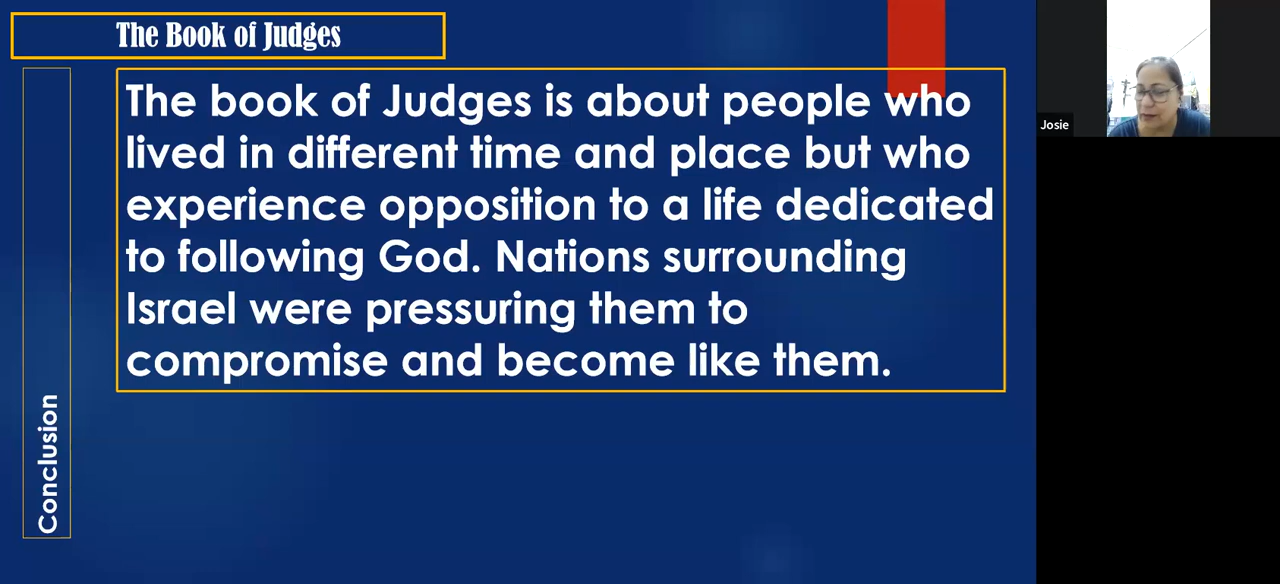 The Book of Judges
The book of Judges is about people who
lived in different time and place but who
experience opposition to a life dedicated
to following God. Nations surrounding
Israel were pressuring them to
compromise and become like them.
Conclusion
Josie